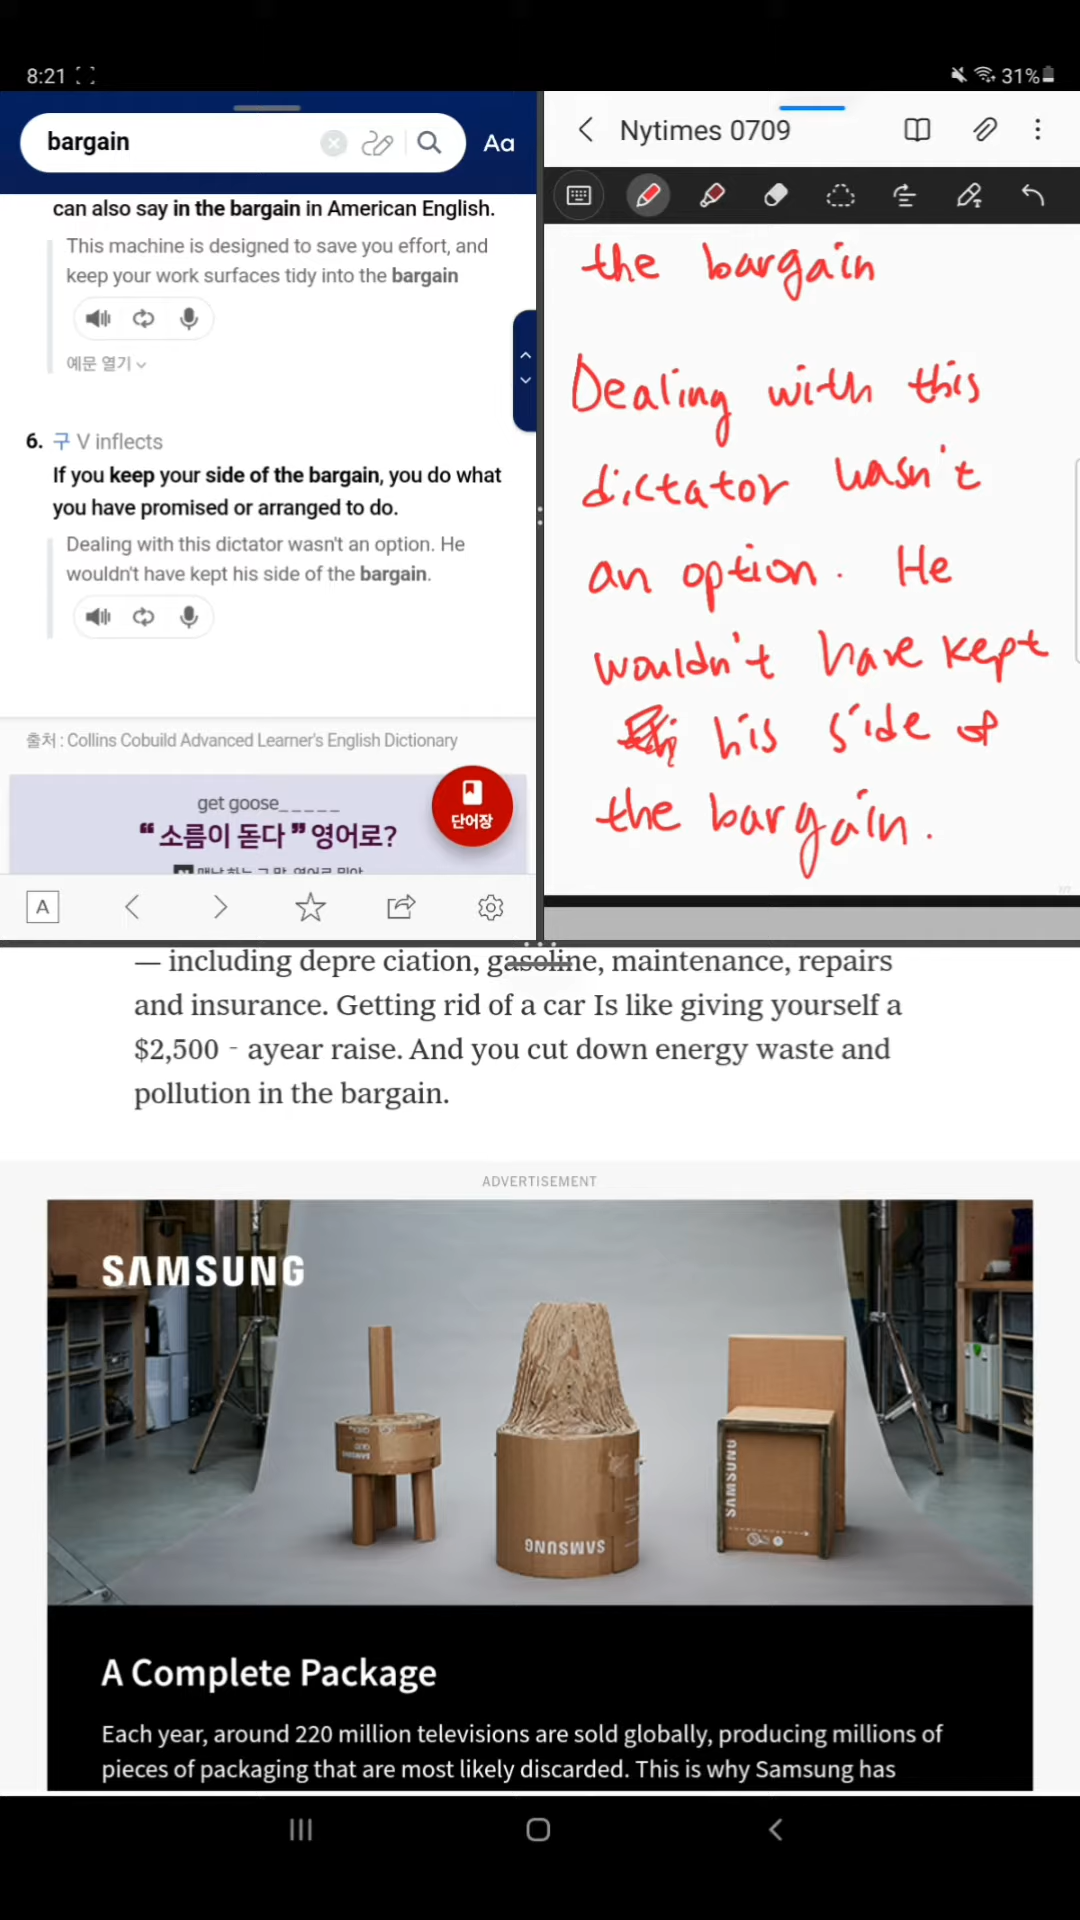 8:21
31%
bargain
Aa
can also say in the bargain in American English.
This machine is designed to save you effort, and
keep your work surfaces tidy into the bargain
예문 열기
6. 구 V inflects
If you keep your side of the bargain, you do what
you have promised or arranged to do.
Dealing with this dictator wasn't an option. He
wouldn't have kept his side of the bargain.
출처 : Collins Cobuild Advanced Learner's English Dictionary
get goose_ _ _ _ _
❝소름이 돋다❞ 영어로?
단어장
A
Nytimes 0709
the bargain
Dealing with this
dictator wasn't
an option. He
wouldn't have kept
his side of
the bargain.
— including depre ciation, gasoline, maintenance, repairs
and insurance. Getting rid of a car Is like giving yourself a
$2,500 - ayear raise. And you cut down energy waste and
pollution in the bargain.
ADVERTISEMENT
SAMSUNG
SAMSUNG
SAMSUNG
A Complete Package
Each year, around 220 million televisions are sold globally, producing millions of
pieces of packaging that are most likely discarded. This is why Samsung has